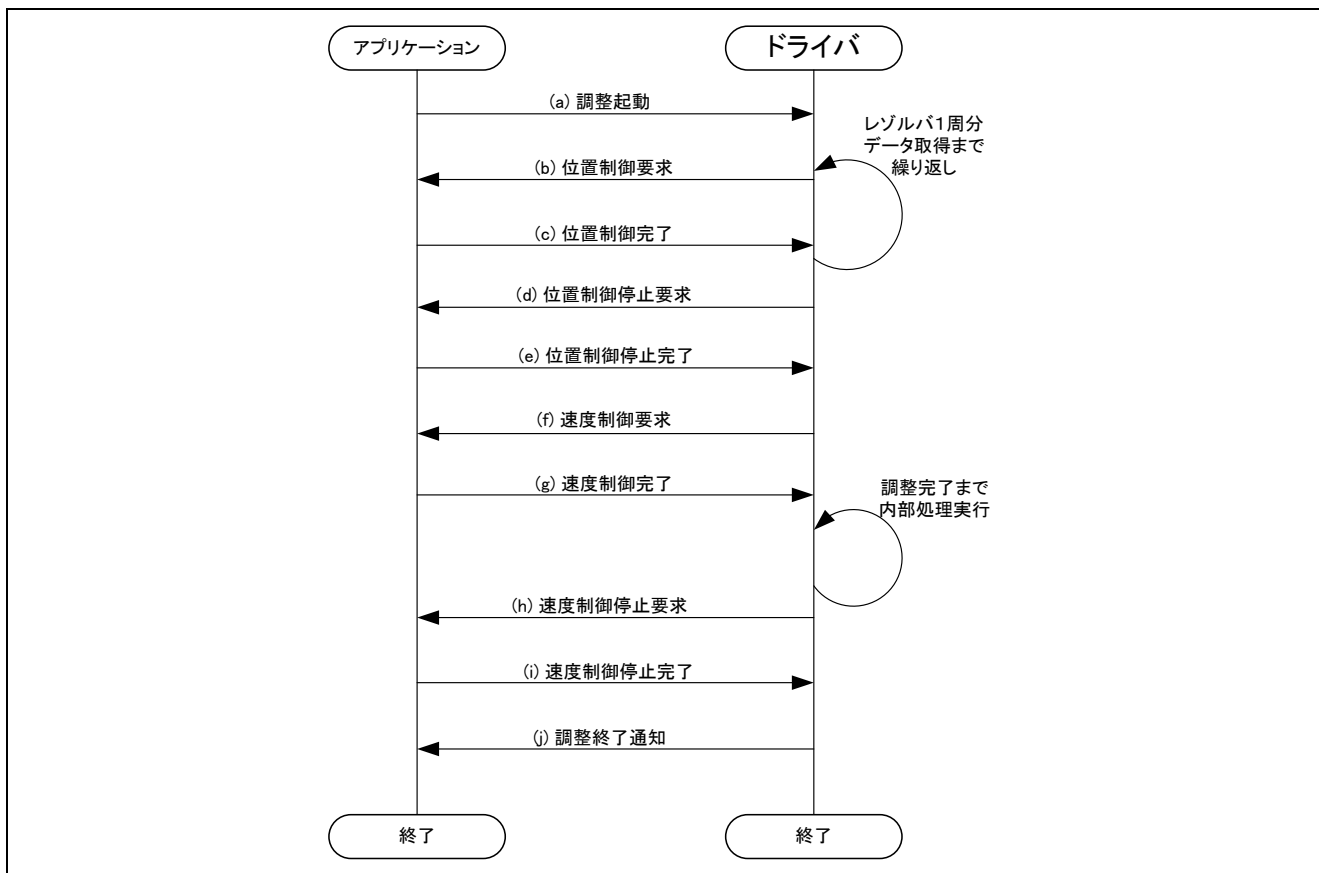 アプリケーション
ドライバ
(a) 調整起動
レゾルバ1周分
データ取得まで
繰り返し
(b) 位置制御要求
(c) 位置制御完了
(d) 位置制御停止要求
(e) 位置制御停止完了
(f) 速度制御要求
(g) 速度制御完了
調整完了まで
内部処理実行
(h) 速度制御停止要求
(i) 速度制御停止完了
(j) 調整終了通知
終了
終了